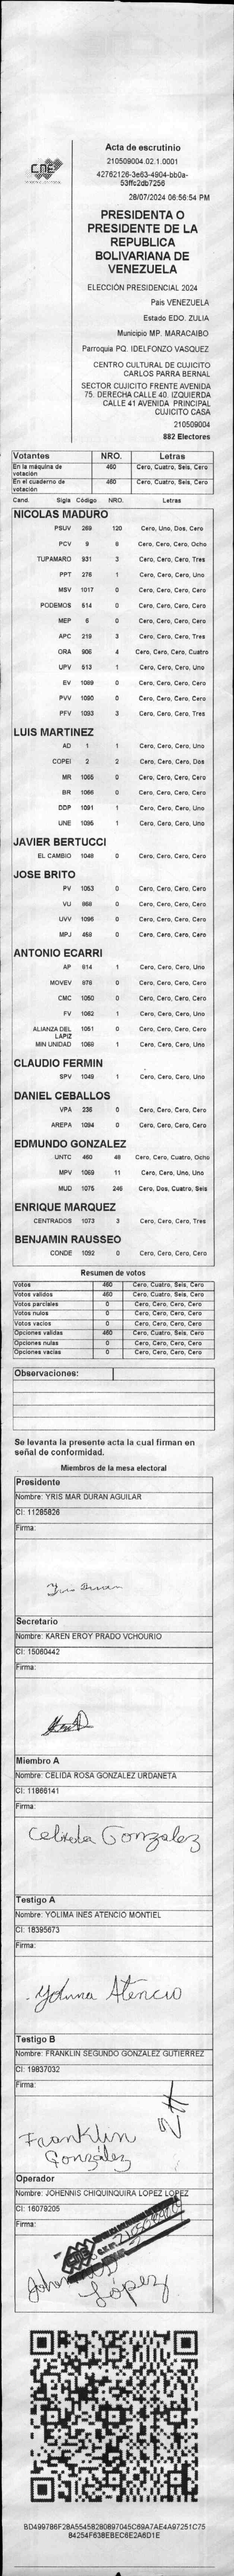 CNE
Acta de escrutinio
210509004.02.1.0001
42762126-3e63-4904-bb0a-
53ffc2db7256
28/07/2024 06:56:54 PM
PRESIDENTA O
PRESIDENTE DE LA
REPUBLICA
BOLIVARIANA DE
VENEZUELA
ELECCIÓN PRESIDENCIAL 2024
Pais VENEZUELA
Estado EDO. ZULIA
Municipio MP. MARACAIBO
Parroquia PQ. IDELFONZO VASQUEZ
CENTRO CULTURAL DE CUJICITO
CARLOS PARRA BERNAL
SECTOR CUJICITO FRENTE AVENIDA
75. DERECHA CALLE 40. IZQUIERDA
CALLE 41 AVENIDA PRINCIPAL
CUJICITO CASA
210509004
882 Electores
Votantes NRO. Letras
En la máquina de votación 460 Cero, Cuatro, Seis, Cero
En el cuaderno de votación 460 Cero, Cuatro, Seis, Cero
Cand. Sigla Código NRO. Letras
NICOLAS MADURO
PSUV 269 120 Cero, Uno, Dos, Cero
PCV 9 8 Cero, Cero, Cero, Ocho
TUPAMARO 931 3 Cero, Cero, Cero, Tres
PPT 276 1 Cero, Cero, Cero, Uno
MSV 1017 0 Cero, Cero, Cero, Cero
PODEMOS 514 0 Cero, Cero, Cero, Cero
MEP 6 0 Cero, Cero, Cero, Cero
APC 219 3 Cero, Cero, Cero, Tres
ORA 906 4 Cero, Cero, Cero, Cuatro
UPV 513 1 Cero, Cero, Cero, Uno
EV 1089 0 Cero, Cero, Cero, Cero
PVV 1090 0 Cero, Cero, Cero, Cero
PFV 1093 3 Cero, Cero, Cero, Tres
LUIS MARTINEZ
AD 1 1 Cero, Cero, Cero, Uno
COPEI 2 2 Cero, Cero, Cero, Dos
MR 1055 0 Cero, Cero, Cero, Cero
BR 1066 0 Cero, Cero, Cero, Cero
DDP 1091 1 Cero, Cero, Cero, Uno
UNE 1095 1 Cero, Cero, Cero, Uno
JAVIER BERTUCCI
EL CAMBIO 1048 0 Cero, Cero, Cero, Cero
JOSE BRITO
PV 1053 0 Cero, Cero, Cero, Cero
VU 868 0 Cero, Cero, Cero, Cero
UVV 1096 0 Cero, Cero, Cero, Cero
MPJ 459 0 Cero, Cero, Cero, Cero
ANTONIO ECARRI
AP 614 1 Cero, Cero, Cero, Uno
MOVEV 878 0 Cero, Cero, Cero, Cero
CMC 1050 0 Cero, Cero, Cero, Cero
FV 1062 1 Cero, Cero, Cero, Uno
ALIANZA DEL LAPIZ 1051 0 Cero, Cero, Cero, Cero
MIN UNIDAD 1068 1 Cero, Cero, Cero, Uno
CLAUDIO FERMIN
SPV 1049 1 Cero, Cero, Cero, Uno
DANIEL CEBALLOS
VPA 236 0 Cero, Cero, Cero, Cero
AREPA 1094 0 Cero, Cero, Cero, Cero
EDMUNDO GONZALEZ
UNTC 460 48 Cero, Cero, Cuatro, Ocho
MPV 1069 11 Cero, Cero, Uno, Uno
MUD 1075 246 Cero, Dos, Cuatro, Seis
ENRIQUE MARQUEZ
CENTRADOS 1073 3 Cero, Cero, Cero, Tres
BENJAMIN RAUSSEO
CONDE 1092 0 Cero, Cero, Cero, Cero
Resumen de votos
Votos 460 Cero, Cuatro, Seis, Cero
Votos validos 460 Cero, Cuatro, Seis, Cero
Votos parciales 0 Cero, Cero, Cero, Cero
Votos nulos 0 Cero, Cero, Cero, Cero
Votos vacios 0 Cero, Cero, Cero, Cero
Opciones validas 460 Cero, Cuatro, Seis, Cero
Opciones nulas 0 Cero, Cero, Cero, Cero
Opciones vacias 0 Cero, Cero, Cero, Cero
Observaciones:
Se levanta la presente acta la cual firman en
señal de conformidad.
Miembros de la mesa electoral
Presidente
Nombre: YRIS MAR DURAN AGUILAR
CI: 11285826
Firma:
Yris Duran
Secretario
Nombre: KAREN EROY PRADO VCHOURIO
CI: 15060442
Firma:
Miembro A
Nombre: CELIDA ROSA GONZALEZ URDANETA
CI: 11866141
Firma:
Celida Gonzalez
Testigo A
Nombre: YOLIMA INES ATENCIO MONTIEL
CI: 18395673
Firma:
Yolima Atencio
Testigo B
Nombre: FRANKLIN SEGUNDO GONZALEZ GUTIERREZ
CI: 19837032
Firma:
Franklin
González
Operador
Nombre: JOHENNIS CHIQUINQUIRA LOPEZ LOPEZ
CI: 16079205
Firma:
López
BD499786F28A55458280897045C69A7AE4A97251C75
84254F638EBEC6E2A6D1E